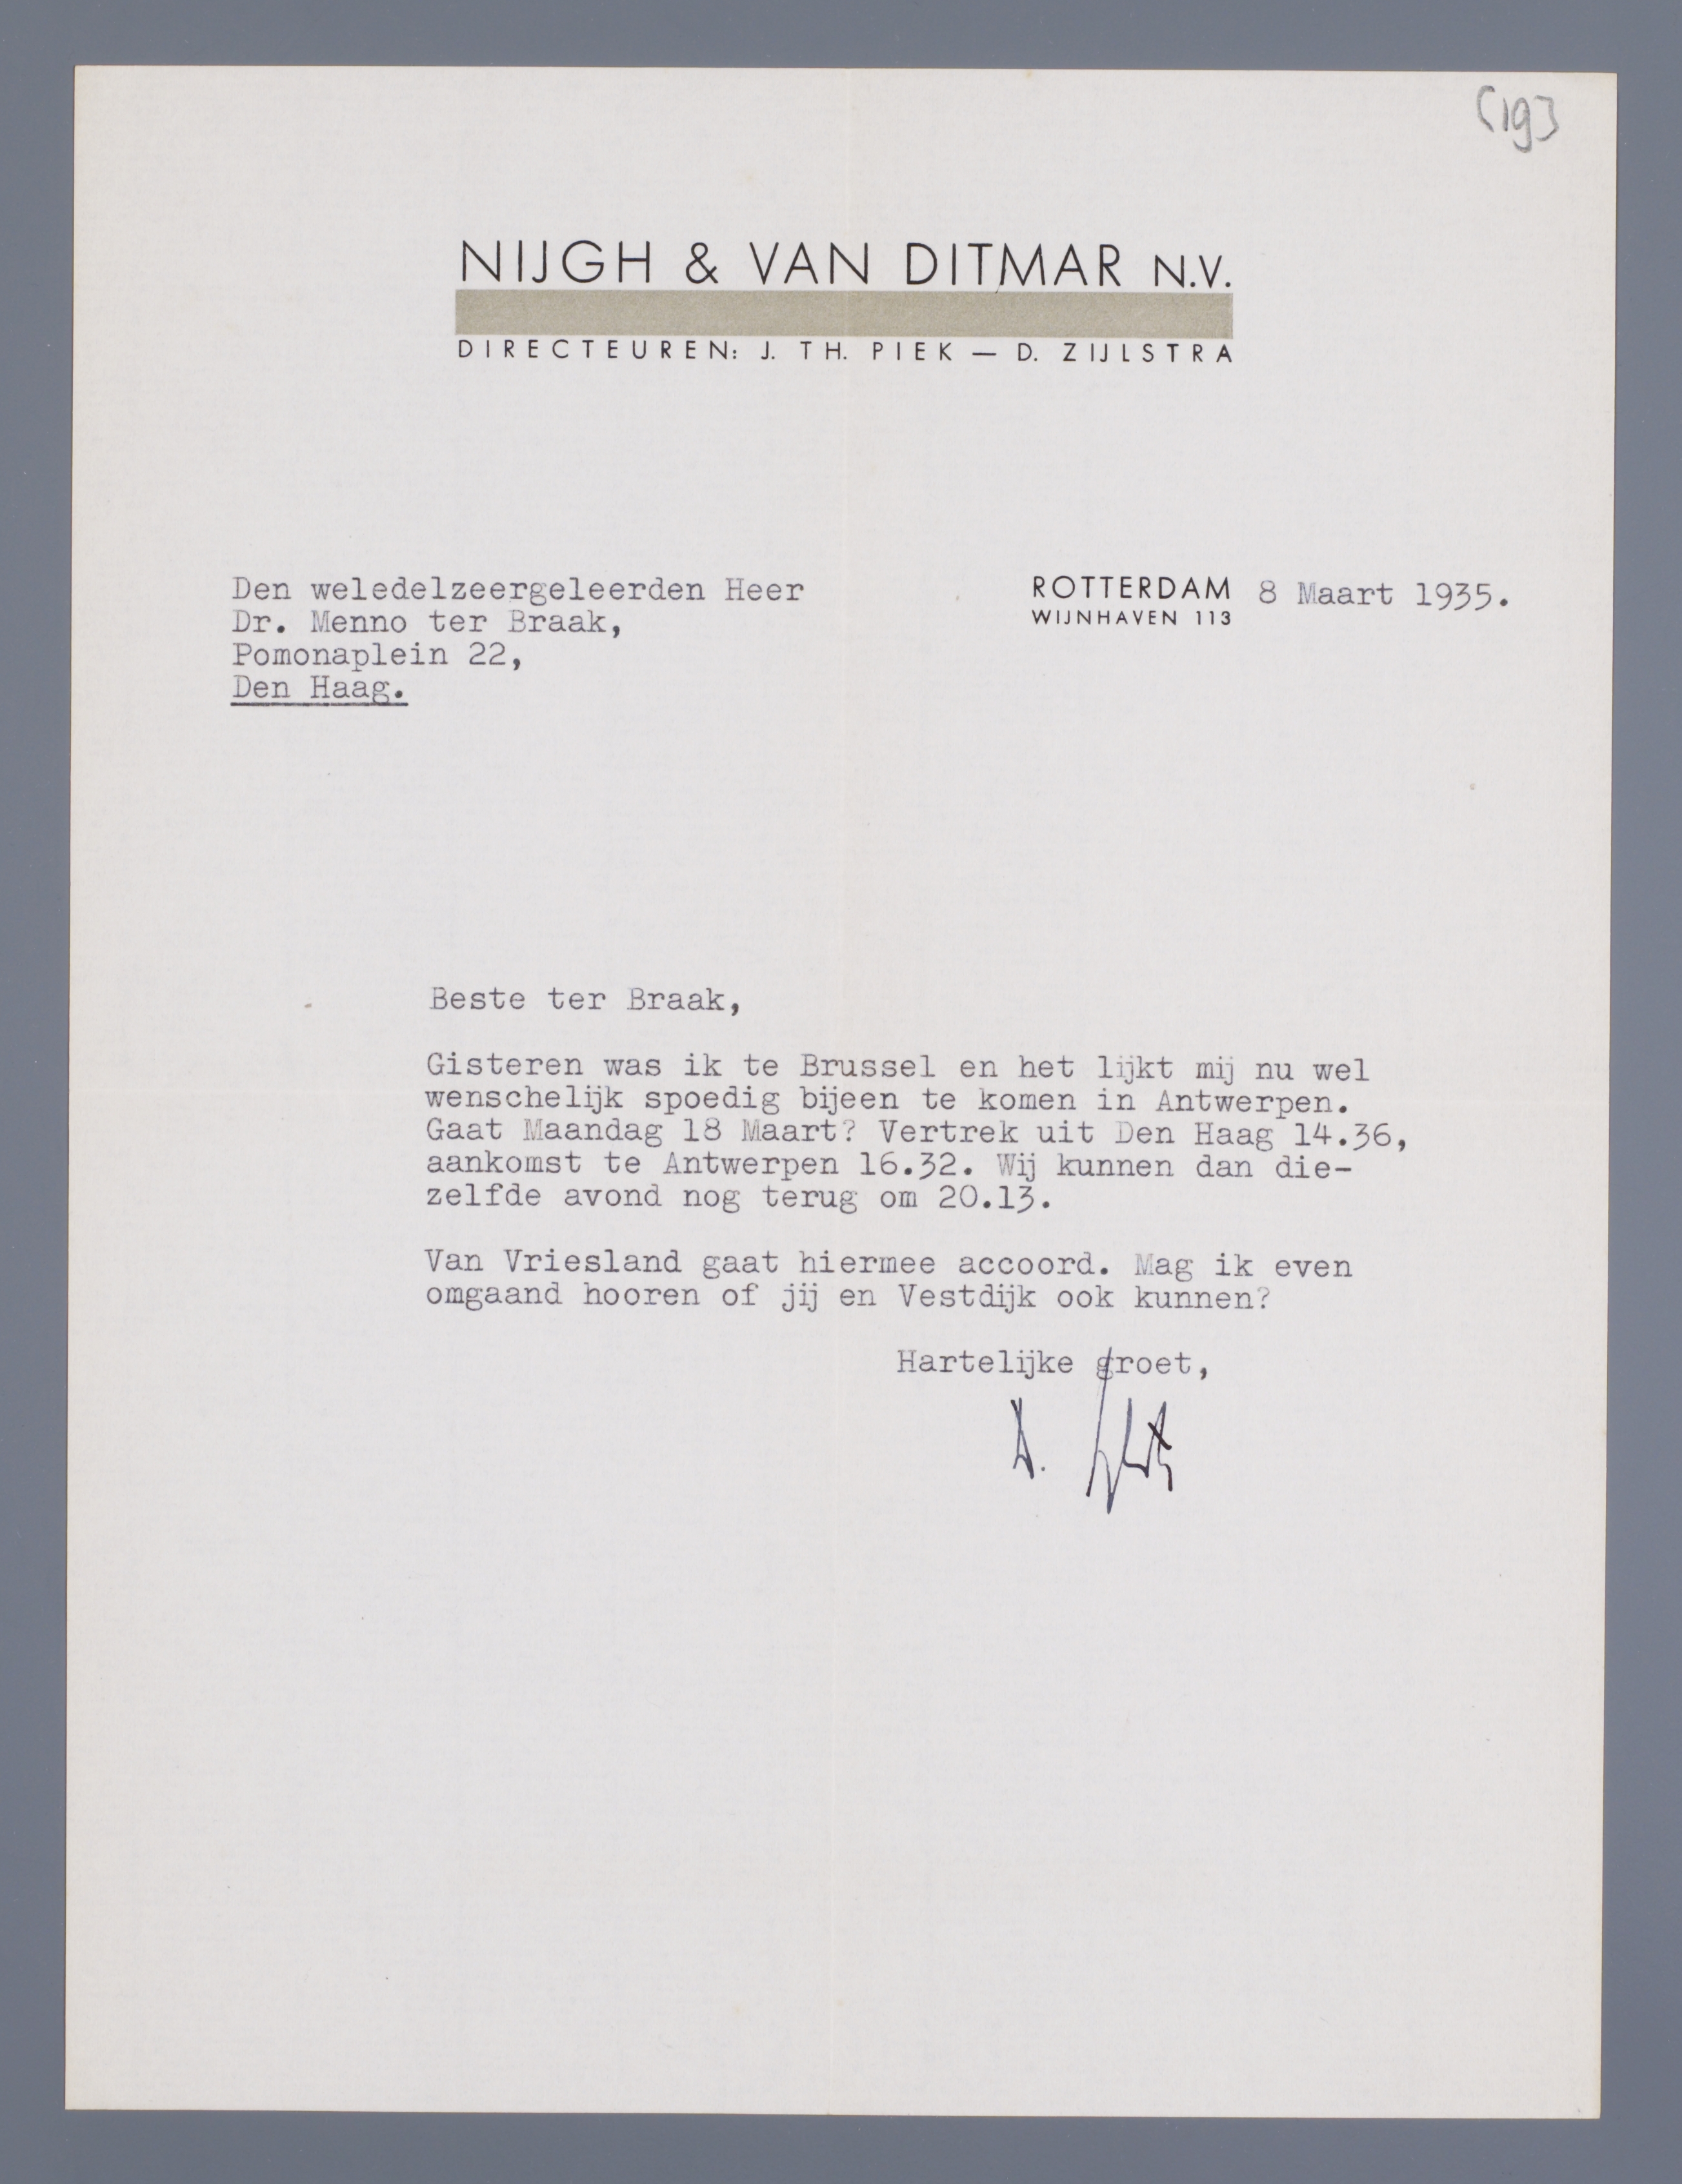 [19]
NIJGH & VAN DITMAR N.V.
DIRECTEUREN: J. TH. PIEK — D. ZIJLSTRA
Den weledelzeergeleerden Heer
Dr. Menno ter Braak,
Pomonaplein 22,
Den Haag.
ROTTERDAM 8 Maart 1935.
WIJNHAVEN 113
Beste ter Braak,
Gisteren was ik te Brussel en het lijkt mij nu wel
wenschelijk spoedig bijeen te komen in Antwerpen.
Gaat Maandag 18 Maart? Vertrek uit Den Haag 14.36,
aankomst te Antwerpen 16.32. Wij kunnen dan die-
zelfde avond nog terug om 20.13.
Van Vriesland gaat hiermee accoord. Mag ik even
omgaand hooren of jij en Vestdijk ook kunnen?
Hartelijke groet,
D.